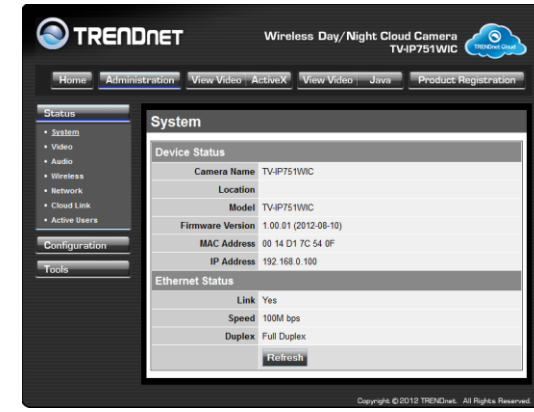 TRENDNET
Wireless Day/Night Cloud Camera
TV-IP751WIC
TRENDnet Cloud
Home
Administration
View Video | ActiveX
View Video | Java
Product Registration
Status
• System
• Video
• Audio
• Wireless
• Network
• Cloud Link
• Active Users
Configuration
Tools
System
Device Status
Camera Name TV-IP751WIC
Location
Model TV-IP751WIC
Firmware Version 1.00.01 (2012-08-10)
MAC Address 00 14 D1 7C 54 0F
IP Address 192.168.0.100
Ethernet Status
Link Yes
Speed 100M bps
Duplex Full Duplex
Refresh
Copyright © 2012 TRENDnet. All Rights Reserved.